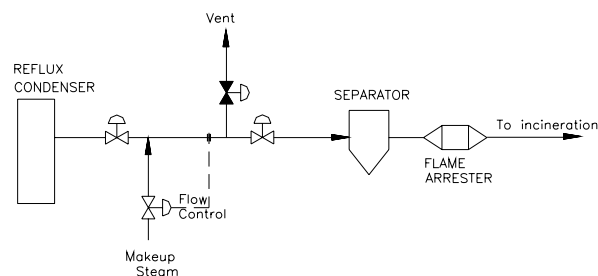 Vent
REFLUX
CONDENSER
SEPARATOR
To incineration
FLAME
ARRESTER
Flow
Control
Makeup
Steam